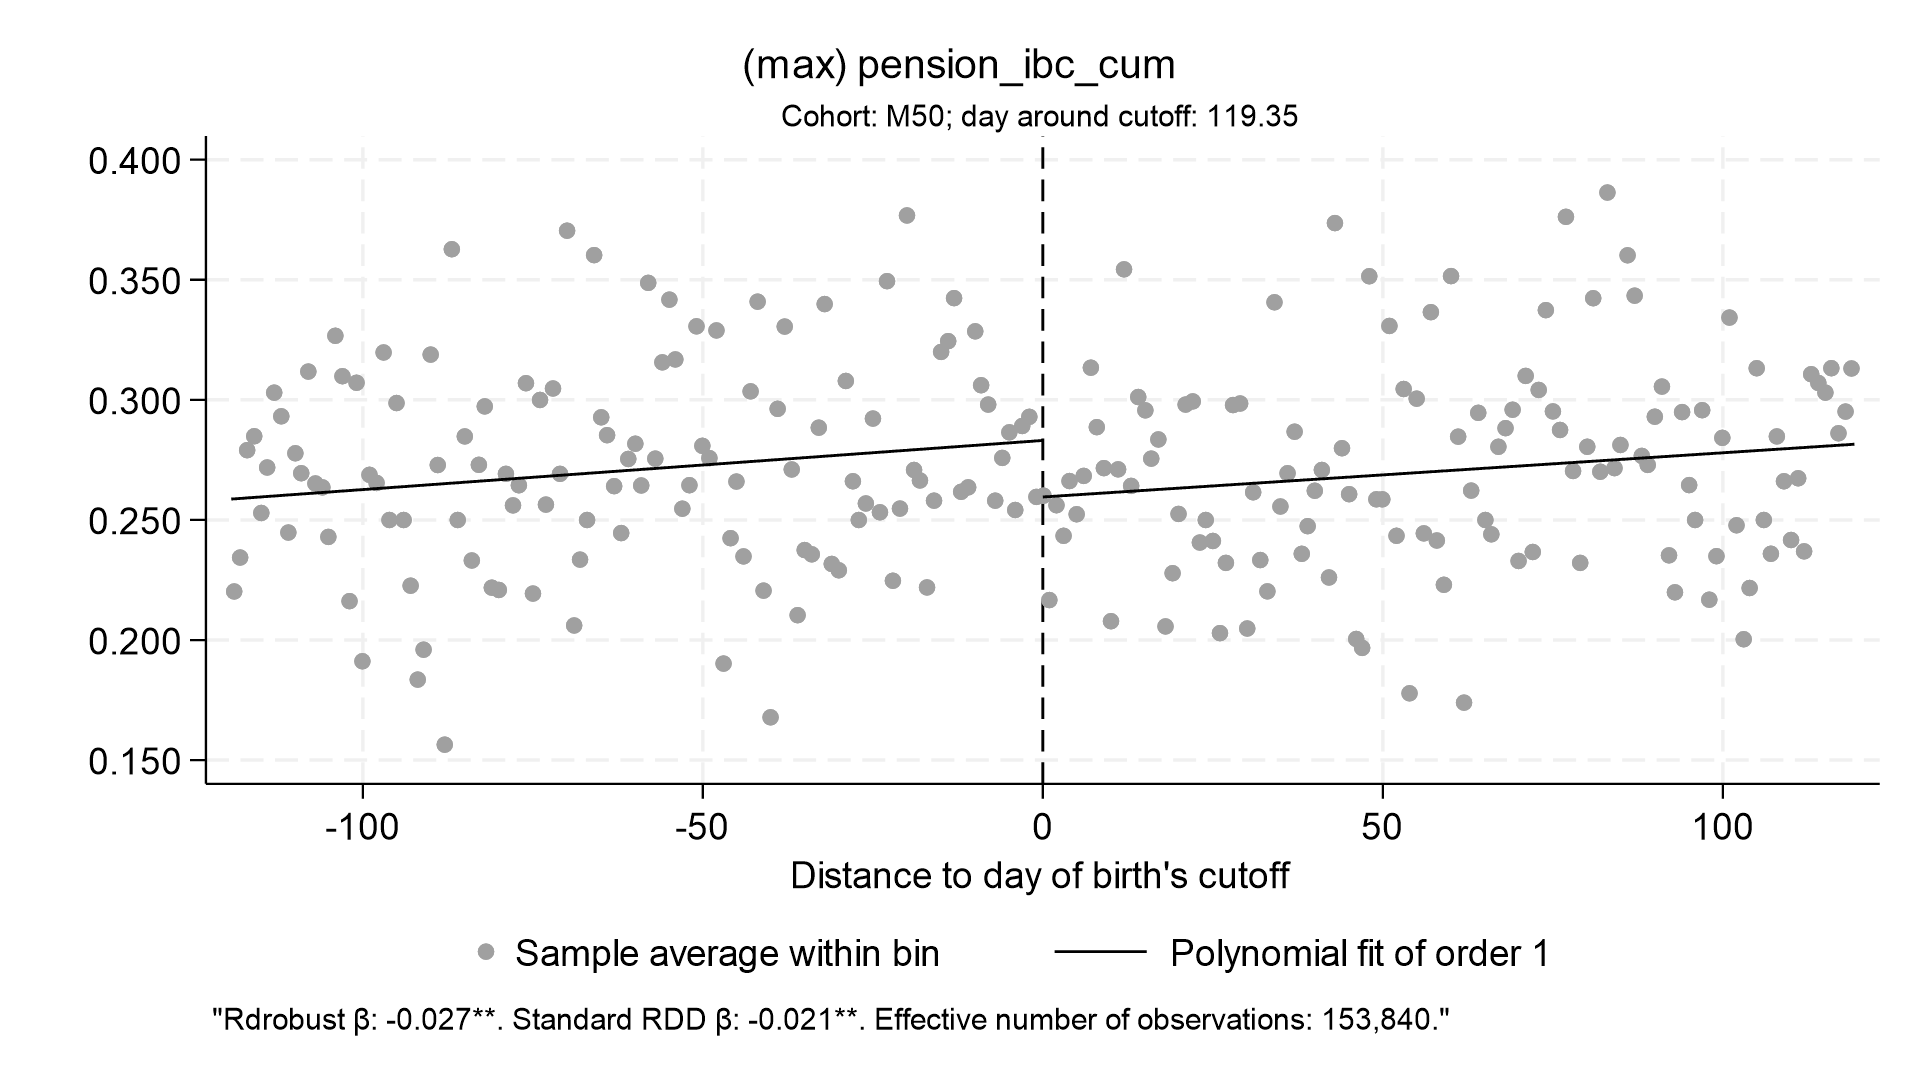 (max) pension_ibc_cum
Cohort: M50; day around cutoff: 119.35
0.400
0.350
0.300
0.250
0.200
0.150
-100 -50 0 50 100
Distance to day of birth's cutoff
Sample average within bin Polynomial fit of order 1
"Rdrobust β: -0.027**. Standard RDD β: -0.021**. Effective number of observations: 153,840."